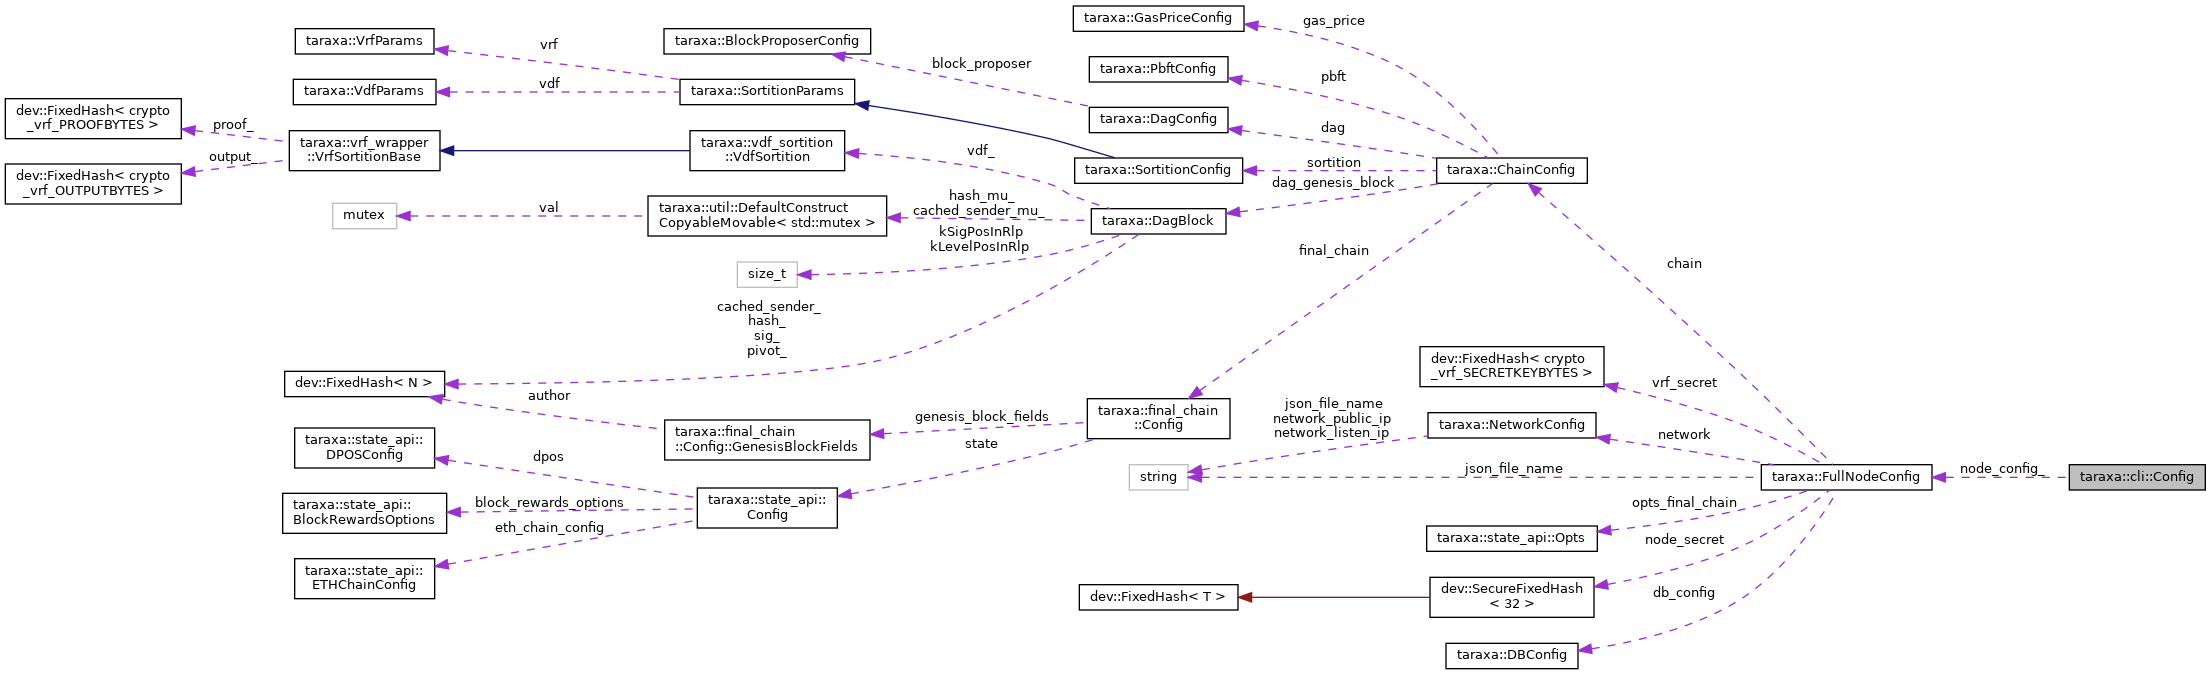 taraxa::GasPriceConfig
gas_price
taraxa::VrfParams
vrf
taraxa::BlockProposerConfig
block_proposer
taraxa::PbftConfig
pbft
taraxa::VdfParams
vdf
taraxa::SortitionParams
taraxa::DagConfig
dag
dev::FixedHash< crypto
_vrf_PROOFBYTES >
proof_
taraxa::vrf_wrapper
::VrfSortitionBase
taraxa::vdf_sortition
::VdfSortition
vdf_
taraxa::SortitionConfig
sortition
taraxa::ChainConfig
output_
dev::FixedHash< crypto
_vrf_OUTPUTBYTES >
dag_genesis_block
mutex
val
taraxa::util::DefaultConstruct
CopyableMovable< std::mutex >
hash_mu_
cached_sender_mu_
taraxa::DagBlock
kSigPosInRlp
kLevelPosInRlp
size_t
final_chain
chain
cached_sender_
hash_
sig_
pivot_
dev::FixedHash< N >
author
dev::FixedHash< crypto
_vrf_SECRETKEYBYTES >
vrf_secret
taraxa::final_chain
::Config::GenesisBlockFields
genesis_block_fields
taraxa::final_chain
::Config
json_file_name
network_public_ip
network_listen_ip
taraxa::NetworkConfig
network
taraxa::state_api::
DPOSConfig
dpos
state
string
json_file_name
taraxa::FullNodeConfig
node_config_
taraxa::cli::Config
taraxa::state_api::
BlockRewardsOptions
block_rewards_options
taraxa::state_api::
Config
opts_final_chain
eth_chain_config
taraxa::state_api::Opts
node_secret
taraxa::state_api::
ETHChainConfig
dev::FixedHash< T >
dev::SecureFixedHash
< 32 >
db_config
taraxa::DBConfig